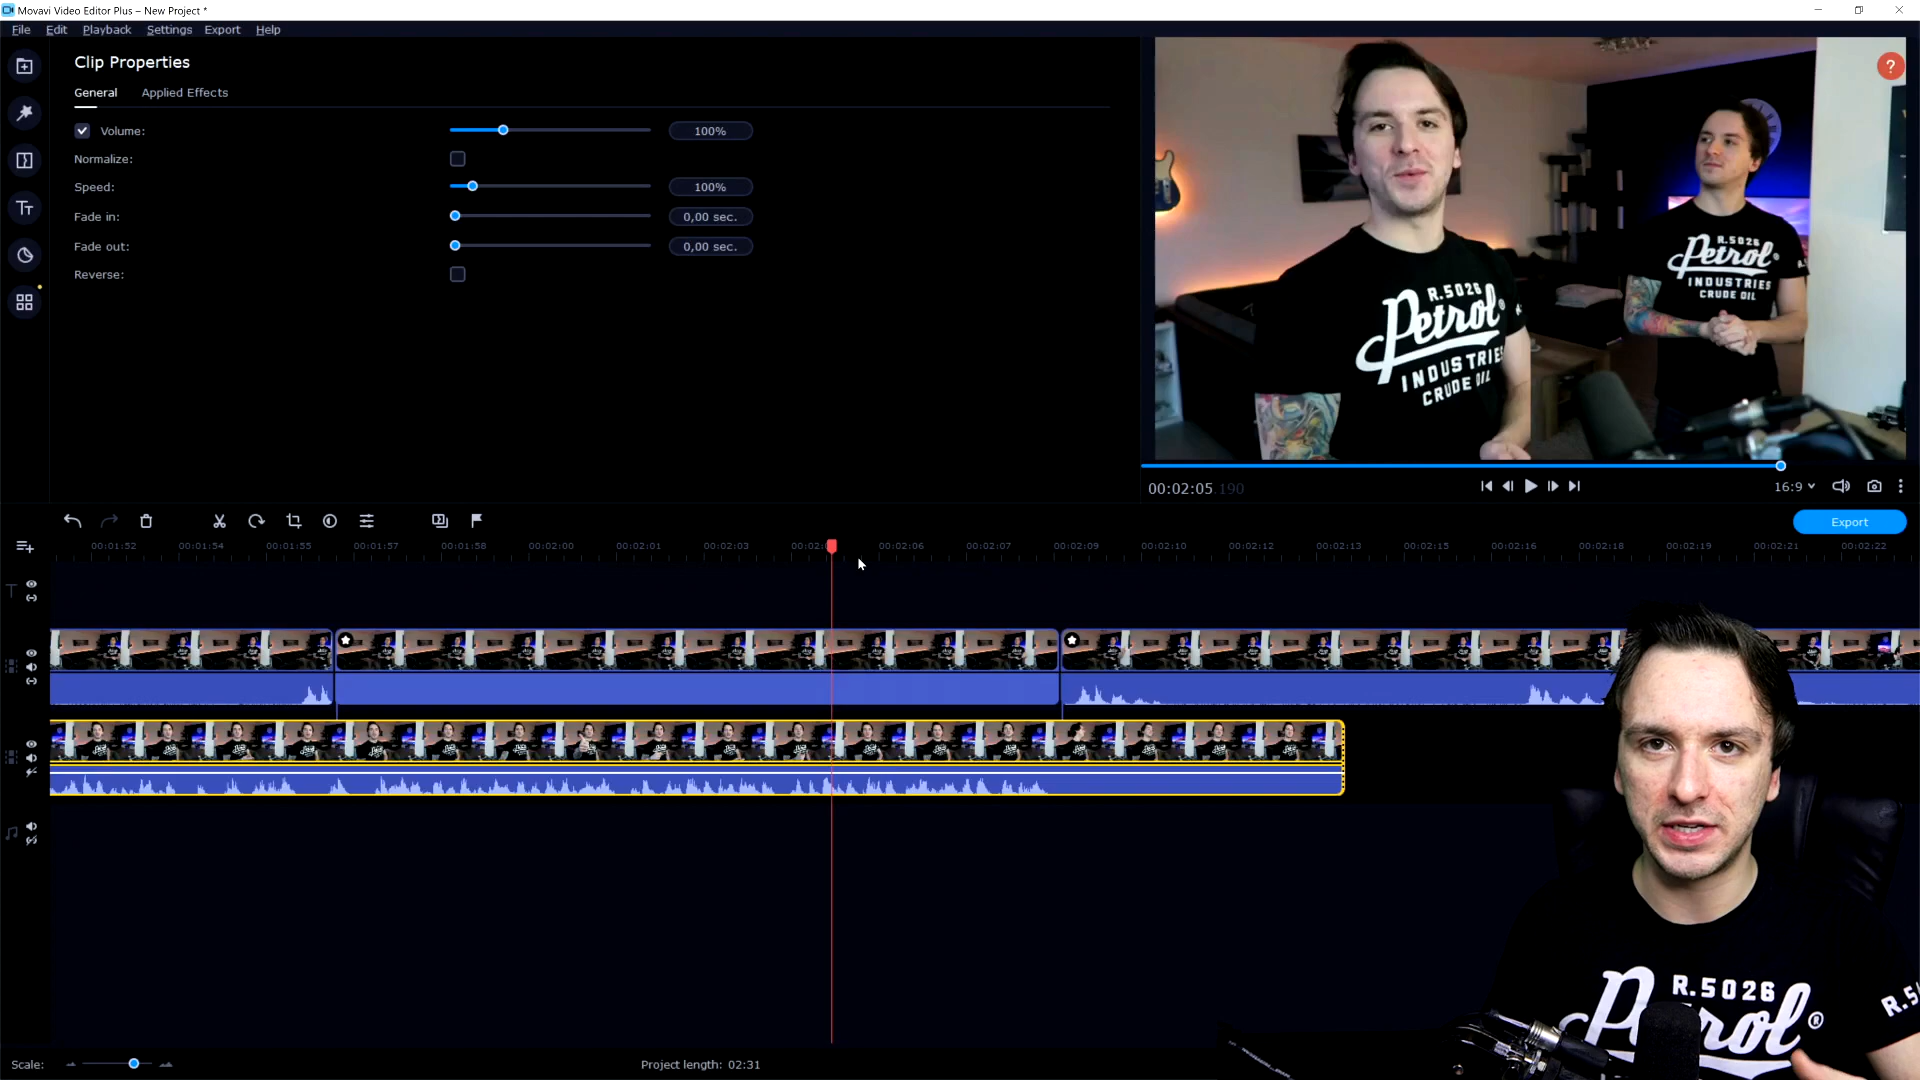 Movavi Video Editor Plus – New Project *
File Edit Playback Settings Export Help
Clip Properties
General Applied Effects
Volume: 100%
Normalize:
Speed: 100%
Fade in: 0,00 sec.
Fade out: 0,00 sec.
Reverse:
?
R.5026
Petrol®
INDUSTRIES
CRUDE OIL
R.5026
Petrol®
INDUSTRIES
CRUDE OIL
00:02:05.190
16:9
Export
00:01:52 00:01:54 00:01:55 00:01:57 00:01:58 00:02:00 00:02:01 00:02:03 00:02:06 00:02:07 00:02:09 00:02:10 00:02:12 00:02:13 00:02:15 00:02:16 00:02:18 00:02:19 00:02:21 00:02:22
R.5026
®
Scale:
Project length: 02:31